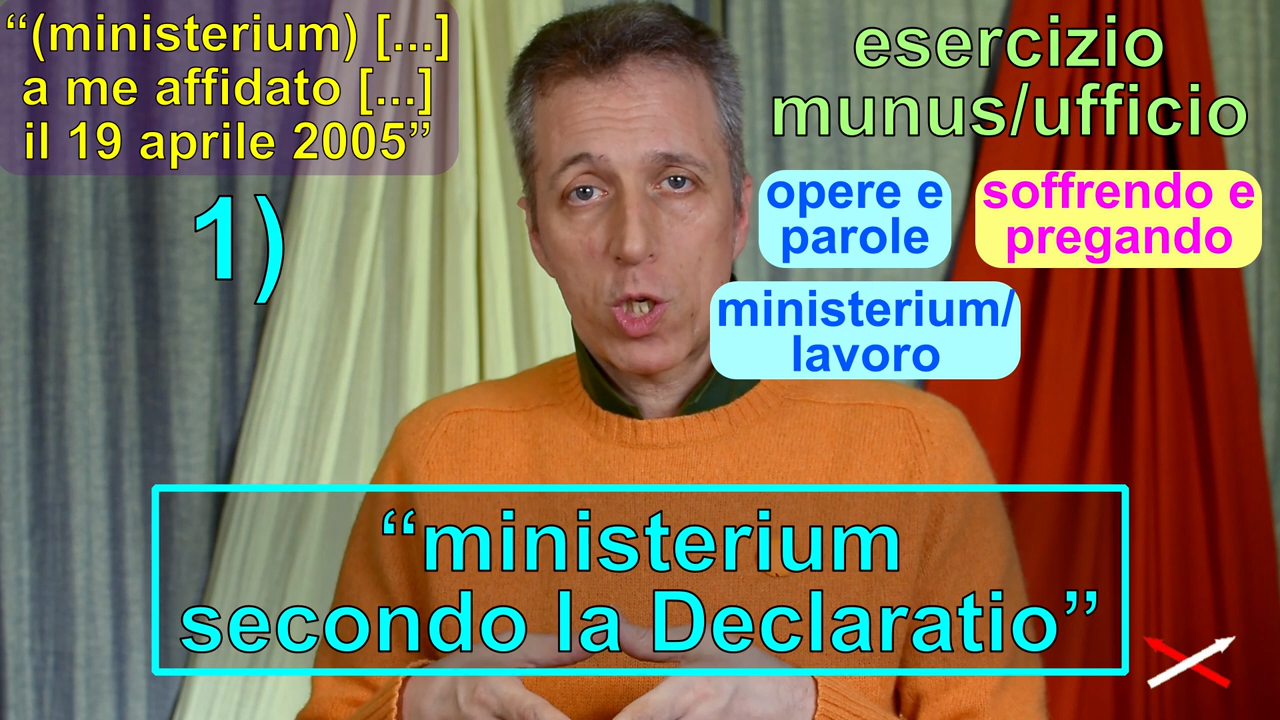 “(ministerium) [...]
a me affidato [...]
il 19 aprile 2005”
1)
esercizio
munus/ufficio
opere e
parole
soffrendo e
pregando
ministerium/
lavoro
“ministerium
secondo la Declaratio”